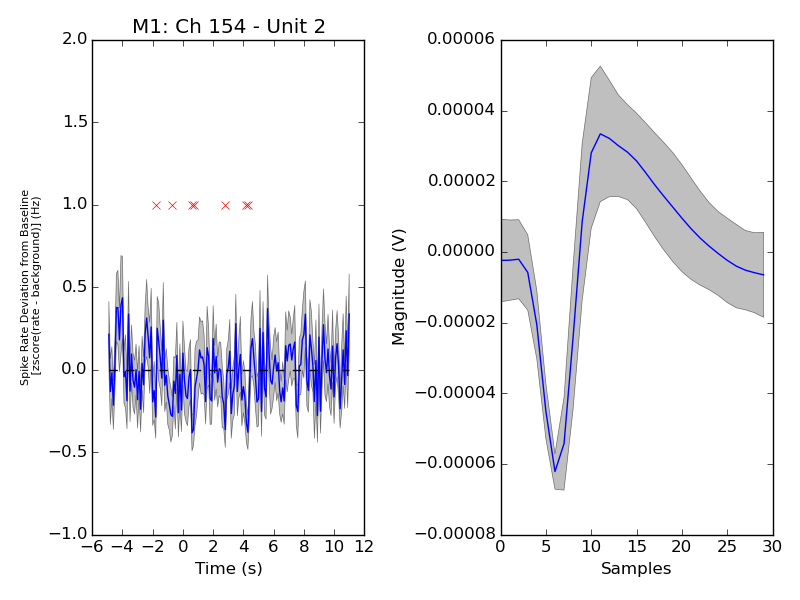 M1: Ch 154 - Unit 2
2.0
1.5
1.0
0.5
0.0
−0.5
−1.0
−6 −4 −2 0 2 4 6 8 10 12
Time (s)
Spike Rate Deviation from Baseline
[zscore(rate - background)] (Hz)
0.00006
0.00004
0.00002
0.00000
−0.00002
−0.00004
−0.00006
−0.00008
0 5 10 15 20 25 30
Samples
Magnitude (V)